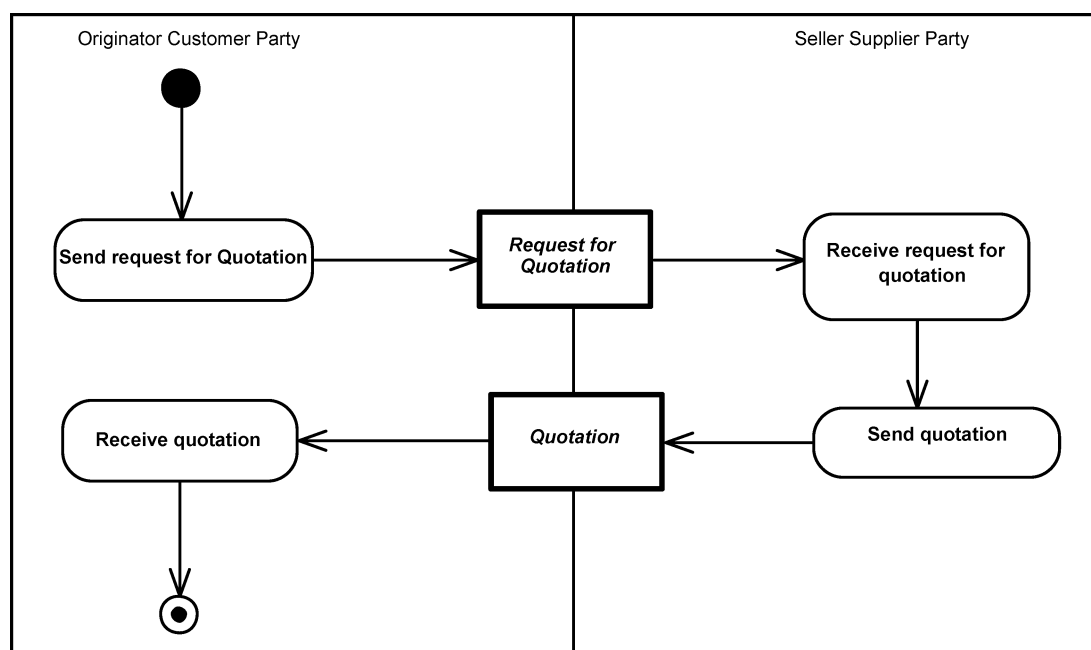 Originator Customer Party
Seller Supplier Party
Send request for Quotation
Request for
Quotation
Receive request for
quotation
Receive quotation
Quotation
Send quotation